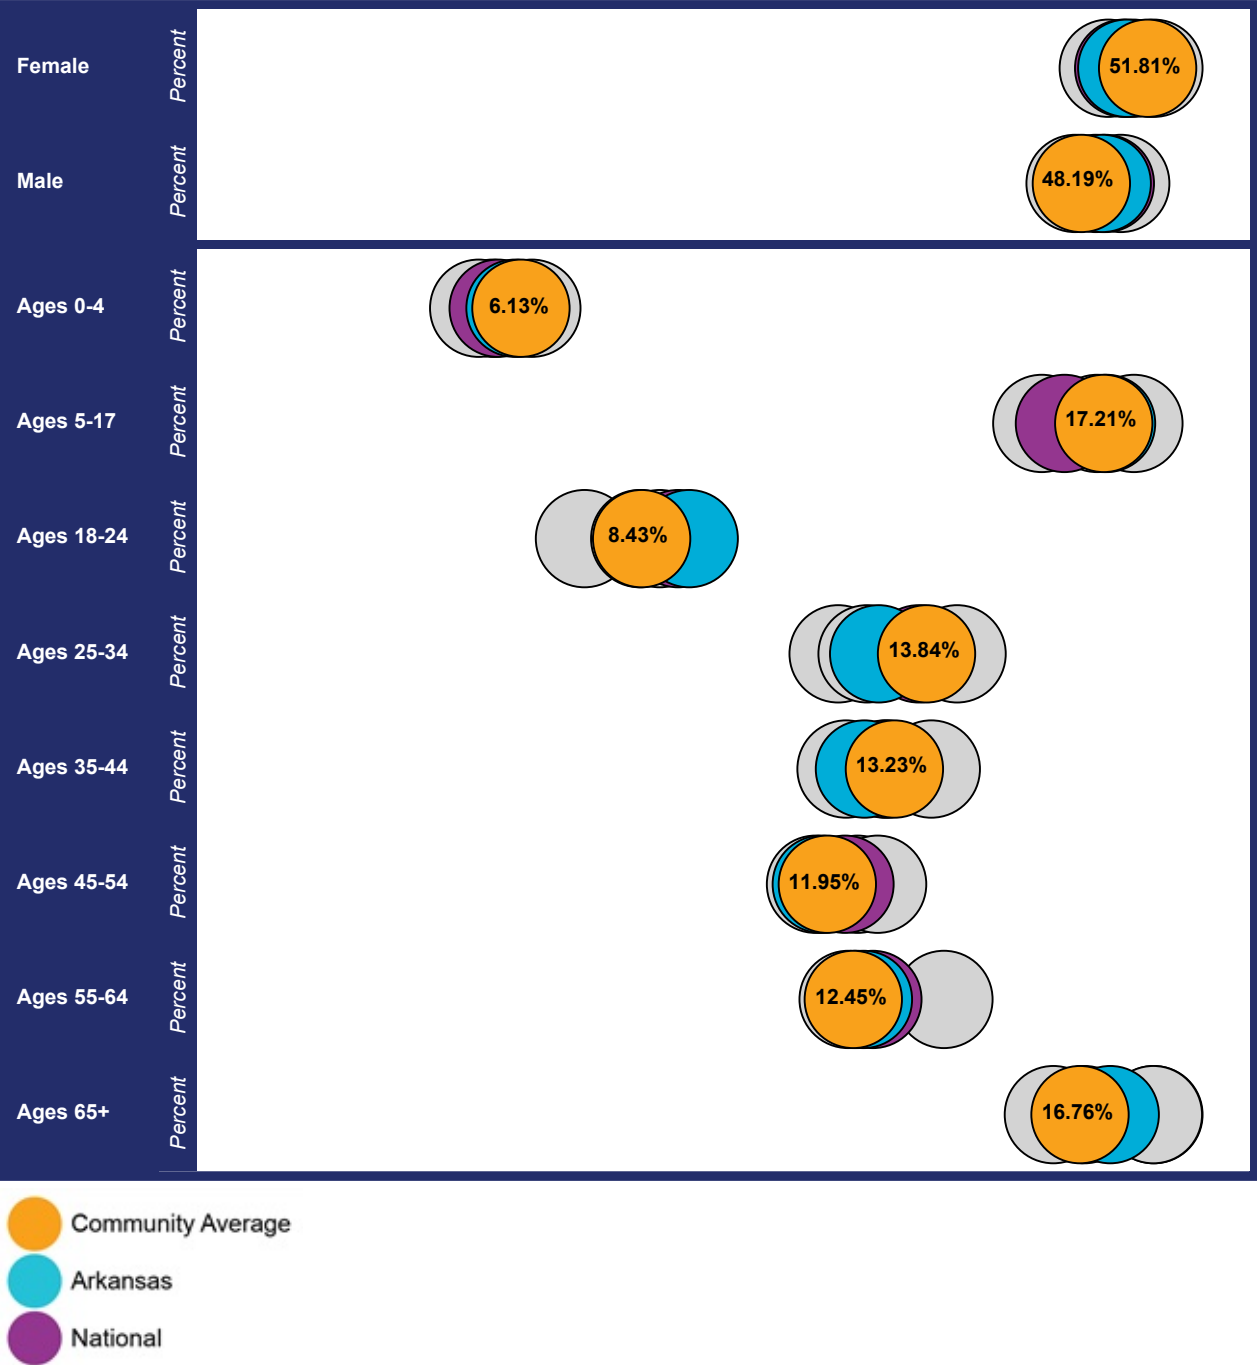 Female Percent 51.81%
Male Percent 48.19%
Ages 0-4 Percent 6.13%
Ages 5-17 Percent 17.21%
Ages 18-24 Percent 8.43%
Ages 25-34 Percent 13.84%
Ages 35-44 Percent 13.23%
Ages 45-54 Percent 11.95%
Ages 55-64 Percent 12.45%
Ages 65+ Percent 16.76%
Community Average
Arkansas
National